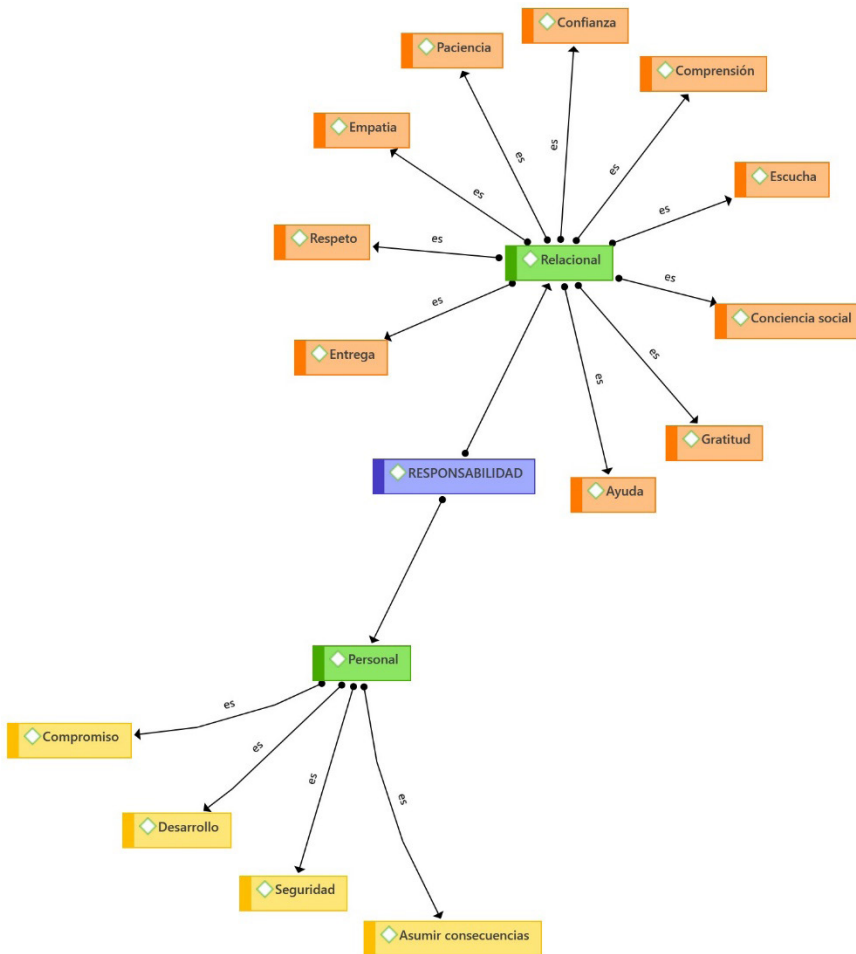 Confianza
Paciencia
Comprensión
es
es
es
Empatia
es
Escucha
es
Respeto
es
Relacional
es
es
Conciencia social
Entrega
es
es
Gratitud
RESPONSABILIDAD
Ayuda
Personal
es
Compromiso
es
es
es
Desarrollo
Seguridad
Asumir consecuencias